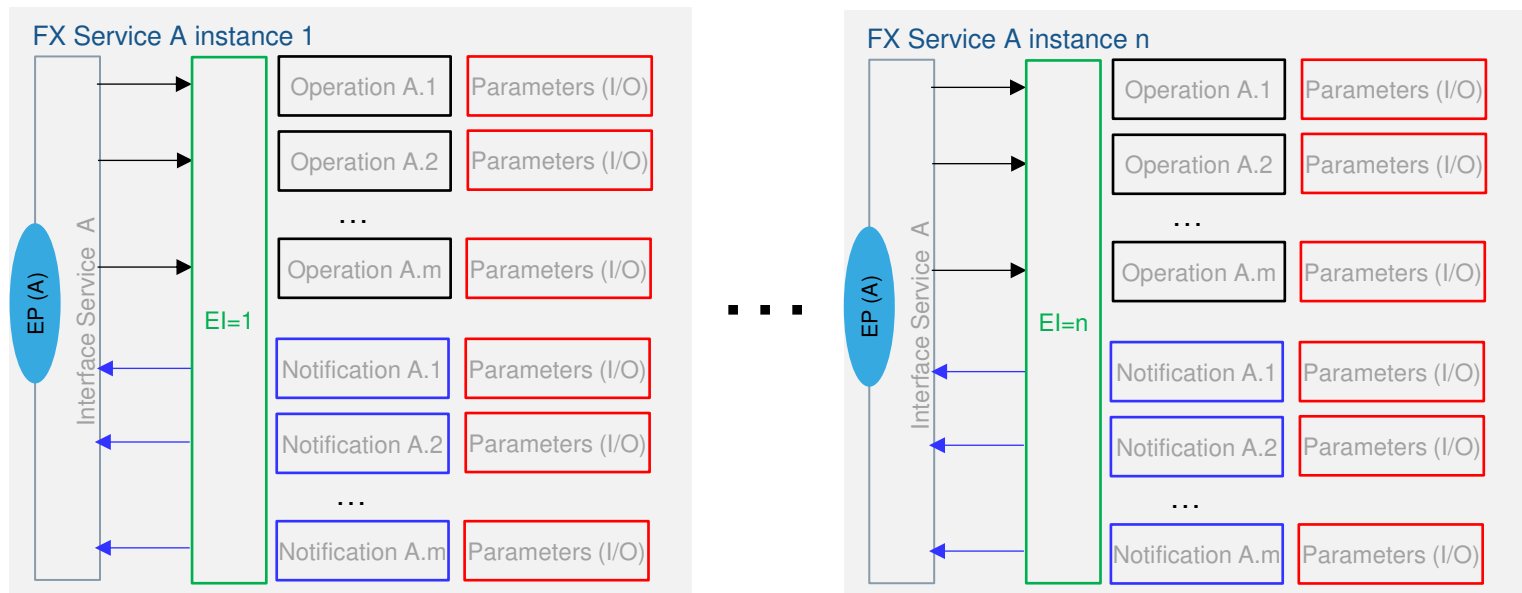 FX Service A instance 1
EP (A)
Interface Service A
EI=1
Operation A.1
Parameters (I/O)
Operation A.2
Parameters (I/O)
...
Operation A.m
Parameters (I/O)
Notification A.1
Parameters (I/O)
Notification A.2
Parameters (I/O)
...
Notification A.m
Parameters (I/O)
...
FX Service A instance n
EP (A)
Interface Service A
EI=n
Operation A.1
Parameters (I/O)
Operation A.2
Parameters (I/O)
...
Operation A.m
Parameters (I/O)
Notification A.1
Parameters (I/O)
Notification A.2
Parameters (I/O)
...
Notification A.m
Parameters (I/O)